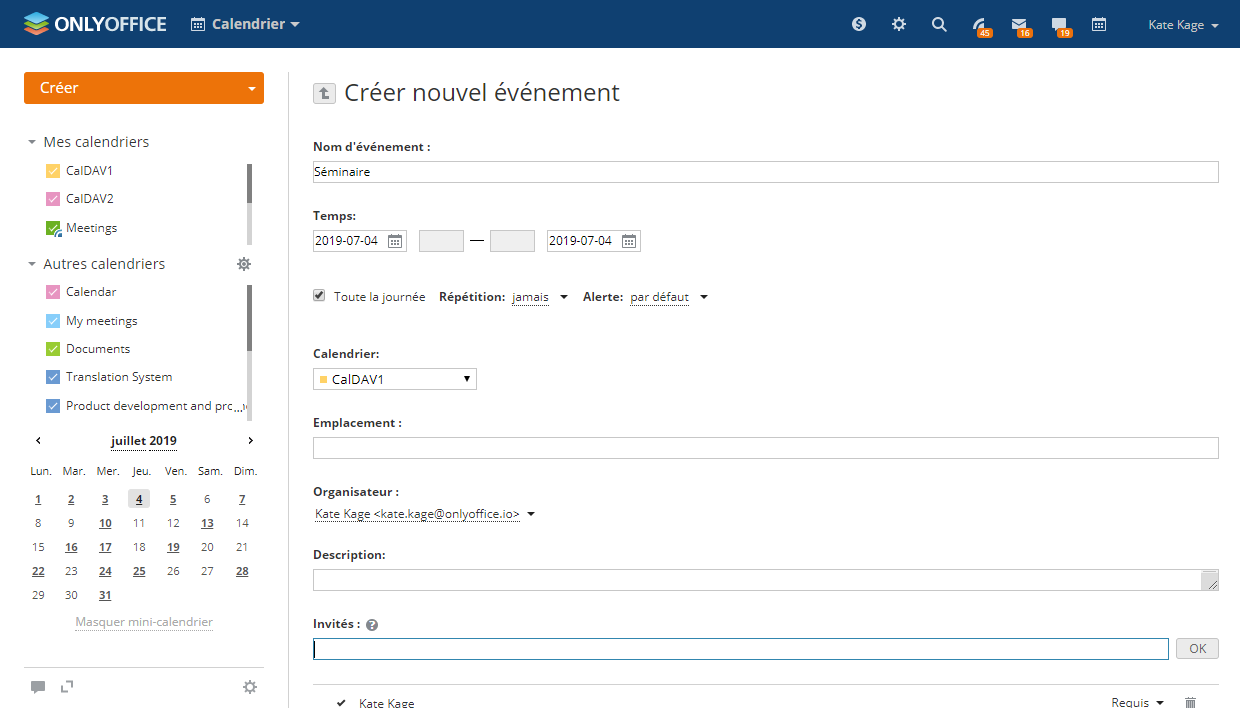 ONLYOFFICE Calendrier 45 16 19 Kate Kage
Créer
Mes calendriers
CalDAV1
CalDAV2
Meetings
Autres calendriers
Calendar
My meetings
Documents
Translation System
Product development and pro...
juillet 2019
Lun. Mar. Mer. Jeu. Ven. Sam. Dim.
1 2 3 4 5 6 7
8 9 10 11 12 13 14
15 16 17 18 19 20 21
22 23 24 25 26 27 28
29 30 31
Masquer mini-calendrier
Créer nouvel événement
Nom d'événement :
Séminaire
Temps:
2019-07-04 — 2019-07-04
Toute la journée Répétition: jamais Alerte: par défaut
Calendrier:
CalDAV1
Emplacement :
Organisateur :
Kate Kage <kate.kage@onlyoffice.io>
Description:
Invités : ?
OK
Kate Kage Requis